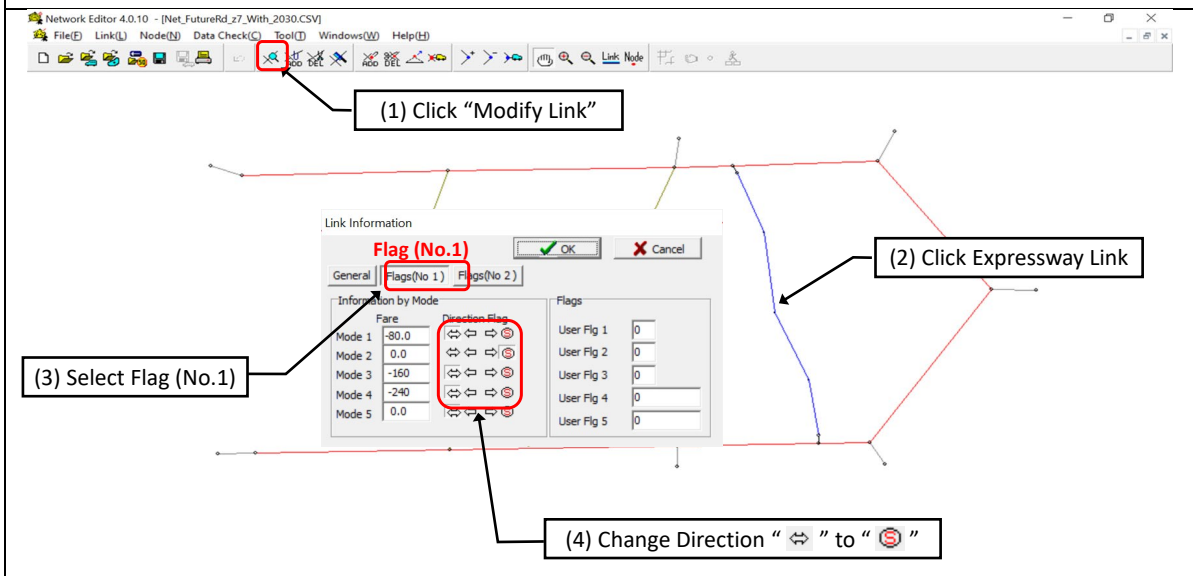 Network Editor 4.0.10 - [Net_FutureRd_z7_With_2030.CSV]
File(F) Link(L) Node(N) Data Check(C) Tool(T) Windows(W) Help(H)
ADD DEL ADD DEL Link Node
(1) Click “Modify Link”
Link Information
Flag (No.1)
OK Cancel
General Flags(No 1 ) Flags(No 2 )
(2) Click Expressway Link
Information by Mode Flags
Fare Direction Flag
Mode 1 -80.0 ⇔ ⇦ ⇨ Ⓢ User Flg 1 0
Mode 2 0.0 ⇔ ⇦ ⇨ Ⓢ User Flg 2 0
Mode 3 -160 ⇔ ⇦ ⇨ Ⓢ User Flg 3 0
Mode 4 -240 ⇔ ⇦ ⇨ Ⓢ User Flg 4 0
Mode 5 0.0 ⇔ ⇦ ⇨ Ⓢ User Flg 5 0
(3) Select Flag (No.1)
(4) Change Direction “ ⇔ ” to “ Ⓢ ”